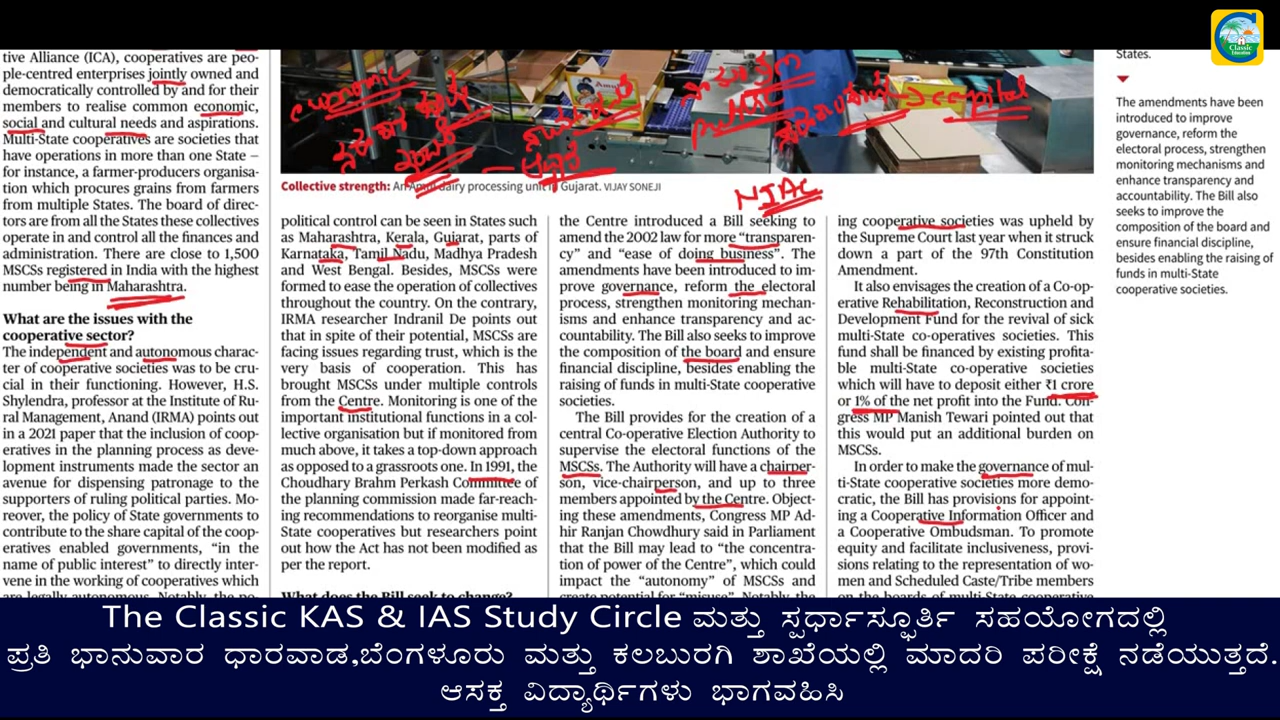 Classic
Education
tive Alliance (ICA), cooperatives are peo-
ple-centred enterprises jointly owned and
democratically controlled by and for their
members to realise common economic,
social and cultural needs and aspirations.
Multi-State cooperatives are societies that
have operations in more than one State –
for instance, a farmer-producers organisa-
tion which procures grains from farmers
from multiple States. The board of direc-
tors are from all the States these collectives
operate in and control all the finances and
administration. There are close to 1,500
MSCSs registered in India with the highest
number being in Maharashtra.
What are the issues with the
cooperative sector?
The independent and autonomous charac-
ter of cooperative societies was to be cru-
cial in their functioning. However, H.S.
Shylendra, professor at the Institute of Ru-
ral Management, Anand (IRMA) points out
in a 2021 paper that the inclusion of coop-
eratives in the planning process as deve-
lopment instruments made the sector an
avenue for dispensing patronage to the
supporters of ruling political parties. Mo-
reover, the policy of State governments to
contribute to the share capital of the coop-
eratives enabled governments, “in the
name of public interest” to directly inter-
vene in the working of cooperatives which
are legally autonomous. Notably, the po-
economic
capital
NJAC
Collective strength: An Amul dairy processing unit in Gujarat. VIJAY SONEJI
political control can be seen in States such
as Maharashtra, Kerala, Gujarat, parts of
Karnataka, Tamil Nadu, Madhya Pradesh
and West Bengal. Besides, MSCSs were
formed to ease the operation of collectives
throughout the country. On the contrary,
IRMA researcher Indranil De points out
that in spite of their potential, MSCSs are
facing issues regarding trust, which is the
very basis of cooperation. This has
brought MSCSs under multiple controls
from the Centre. Monitoring is one of the
important institutional functions in a col-
lective organisation but if monitored from
much above, it takes a top-down approach
as opposed to a grassroots one. In 1991, the
Choudhary Brahm Perkash Committee of
the planning commission made far-reach-
ing recommendations to reorganise multi-
State cooperatives but researchers point
out how the Act has not been modified as
per the report.
What does the Bill seek to change?
the Centre introduced a Bill seeking to
amend the 2002 law for more “transparen-
cy” and “ease of doing business”. The
amendments have been introduced to im-
prove governance, reform the electoral
process, strengthen monitoring mechan-
isms and enhance transparency and ac-
countability. The Bill also seeks to improve
the composition of the board and ensure
financial discipline, besides enabling the
raising of funds in multi-State cooperative
societies.
The Bill provides for the creation of a
central Co-operative Election Authority to
supervise the electoral functions of the
MSCSs. The Authority will have a chairper-
son, vice-chairperson, and up to three
members appointed by the Centre. Object-
ing these amendments, Congress MP Ad-
hir Ranjan Chowdhury said in Parliament
that the Bill may lead to “the concentra-
tion of power of the Centre”, which could
impact the “autonomy” of MSCSs and
create potential for “misuse”. Notably, the
ing cooperative societies was upheld by
the Supreme Court last year when it struck
down a part of the 97th Constitution
Amendment.
It also envisages the creation of a Co-op-
erative Rehabilitation, Reconstruction and
Development Fund for the revival of sick
multi-State co-operatives societies. This
fund shall be financed by existing profita-
ble multi-State co-operative societies
which will have to deposit either ₹1 crore
or 1% of the net profit into the Fund. Con-
gress MP Manish Tewari pointed out that
this would put an additional burden on
MSCSs.
In order to make the governance of mul-
ti-State cooperative societies more demo-
cratic, the Bill has provisions for appoint-
ing a Cooperative Information Officer and
a Cooperative Ombudsman. To promote
equity and facilitate inclusiveness, provi-
sions relating to the representation of wo-
men and Scheduled Caste/Tribe members
on the boards of multi-State cooperative
States.
The amendments have been
introduced to improve
governance, reform the
electoral process, strengthen
monitoring mechanisms and
enhance transparency and
accountability. The Bill also
seeks to improve the
composition of the board and
ensure financial discipline,
besides enabling the raising of
funds in multi-State
cooperative societies.
The Classic KAS & IAS Study Circle ಮತ್ತು ಸ್ಪರ್ಧಾಸ್ಫೂರ್ತಿ ಸಹಯೋಗದಲ್ಲಿ
ಪ್ರತಿ ಭಾನುವಾರ ಧಾರವಾಡ,ಬೆಂಗಳೂರು ಮತ್ತು ಕಲಬುರಗಿ ಶಾಖೆಯಲ್ಲಿ ಮಾದರಿ ಪರೀಕ್ಷೆ ನಡೆಯುತ್ತದೆ.
ಆಸಕ್ತ ವಿದ್ಯಾರ್ಥಿಗಳು ಭಾಗವಹಿಸಿ